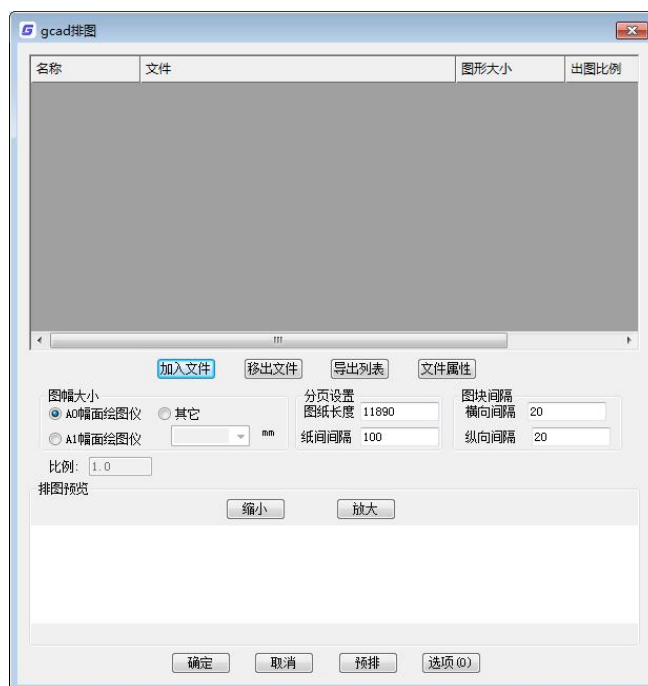 gcad排图
名称 文件 图形大小 出图比例
加入文件 移出文件 导出列表 文件属性
图幅大小 分页设置 图块间隔
A0幅面绘图仪 其它 图纸长度 11890 横向间隔 20
A1幅面绘图仪 mm 纸间间隔 100 纵向间隔 20
比例: 1.0
排图预览
缩小 放大
确定 取消 预排 选项(O)